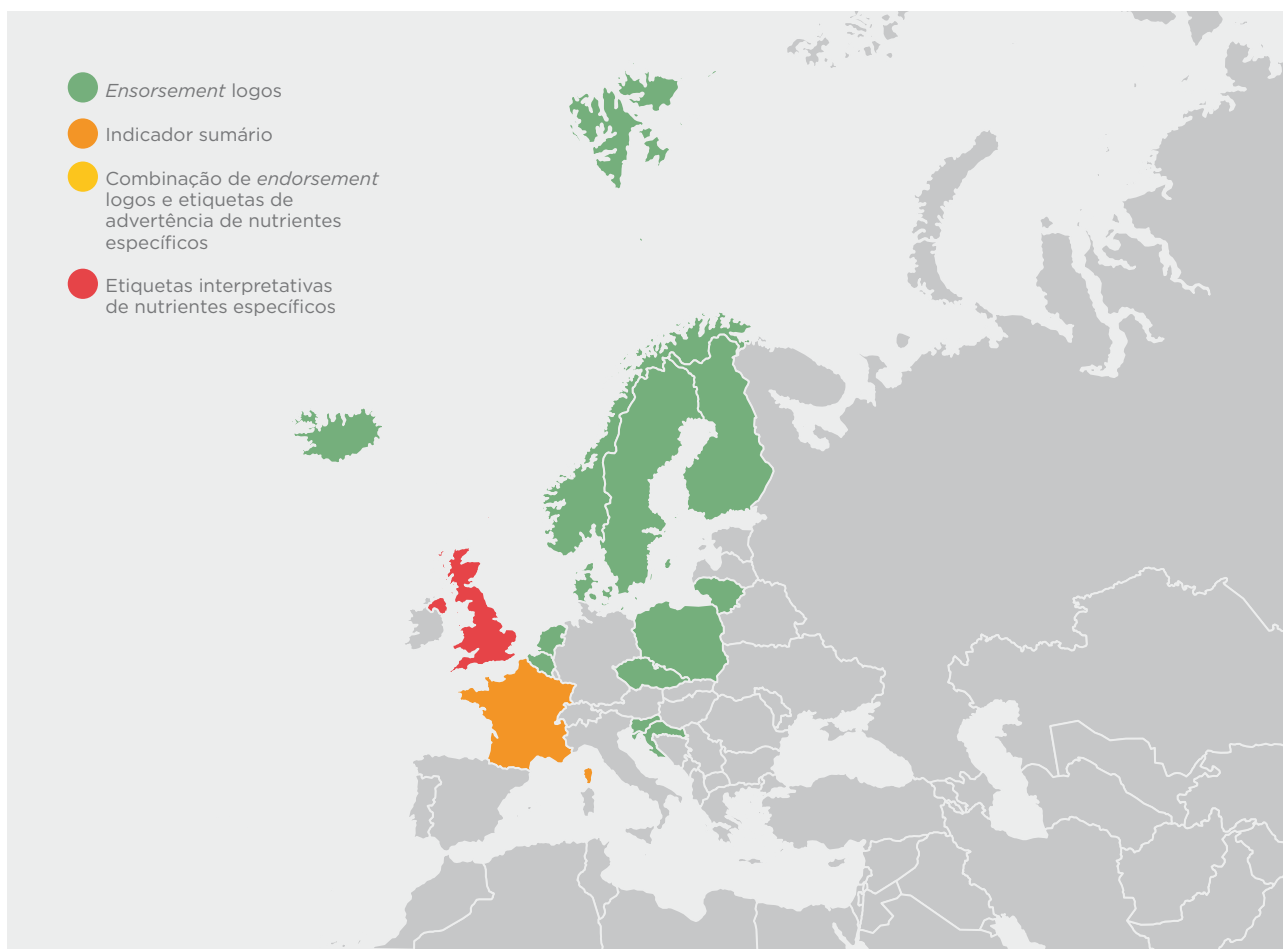 Ensorsement logos
Indicador sumário
Combinação de endorsement
logos e etiquetas de
advertência de nutrientes
específicos
Etiquetas interpretativas
de nutrientes específicos